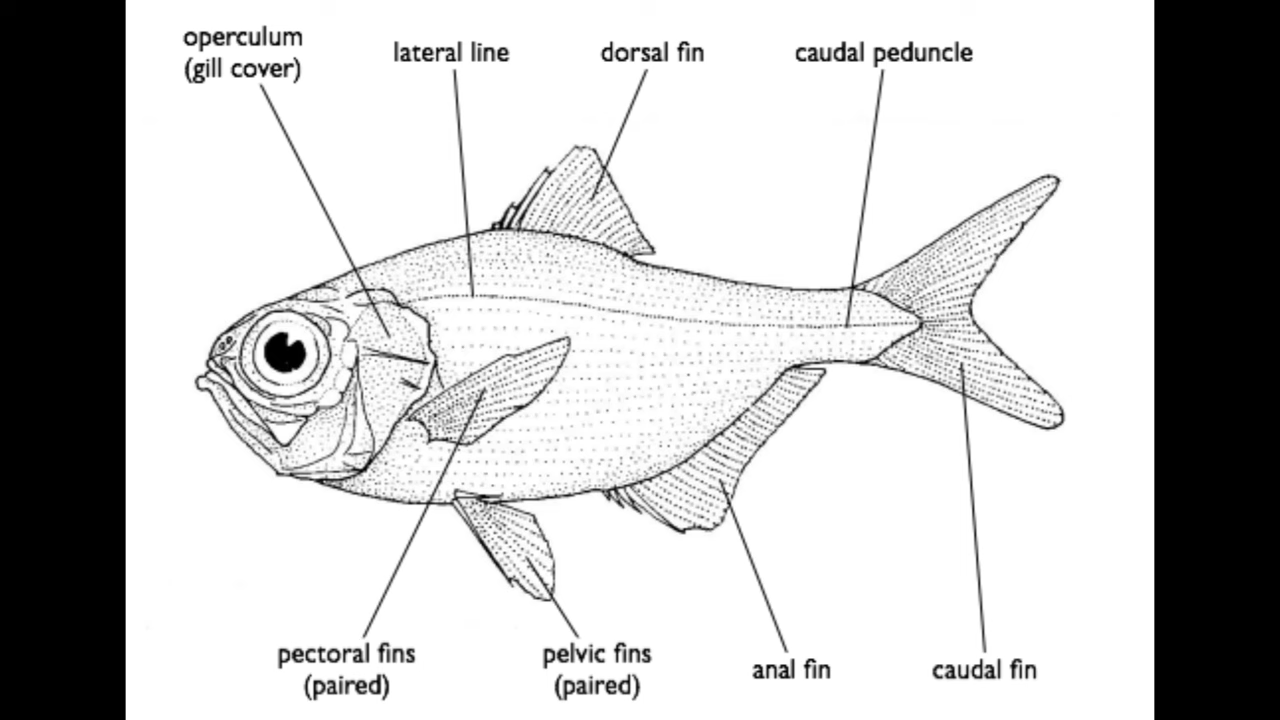 operculum
(gill cover)
lateral line
dorsal fin
caudal peduncle
pectoral fins
(paired)
pelvic fins
(paired)
anal fin
caudal fin